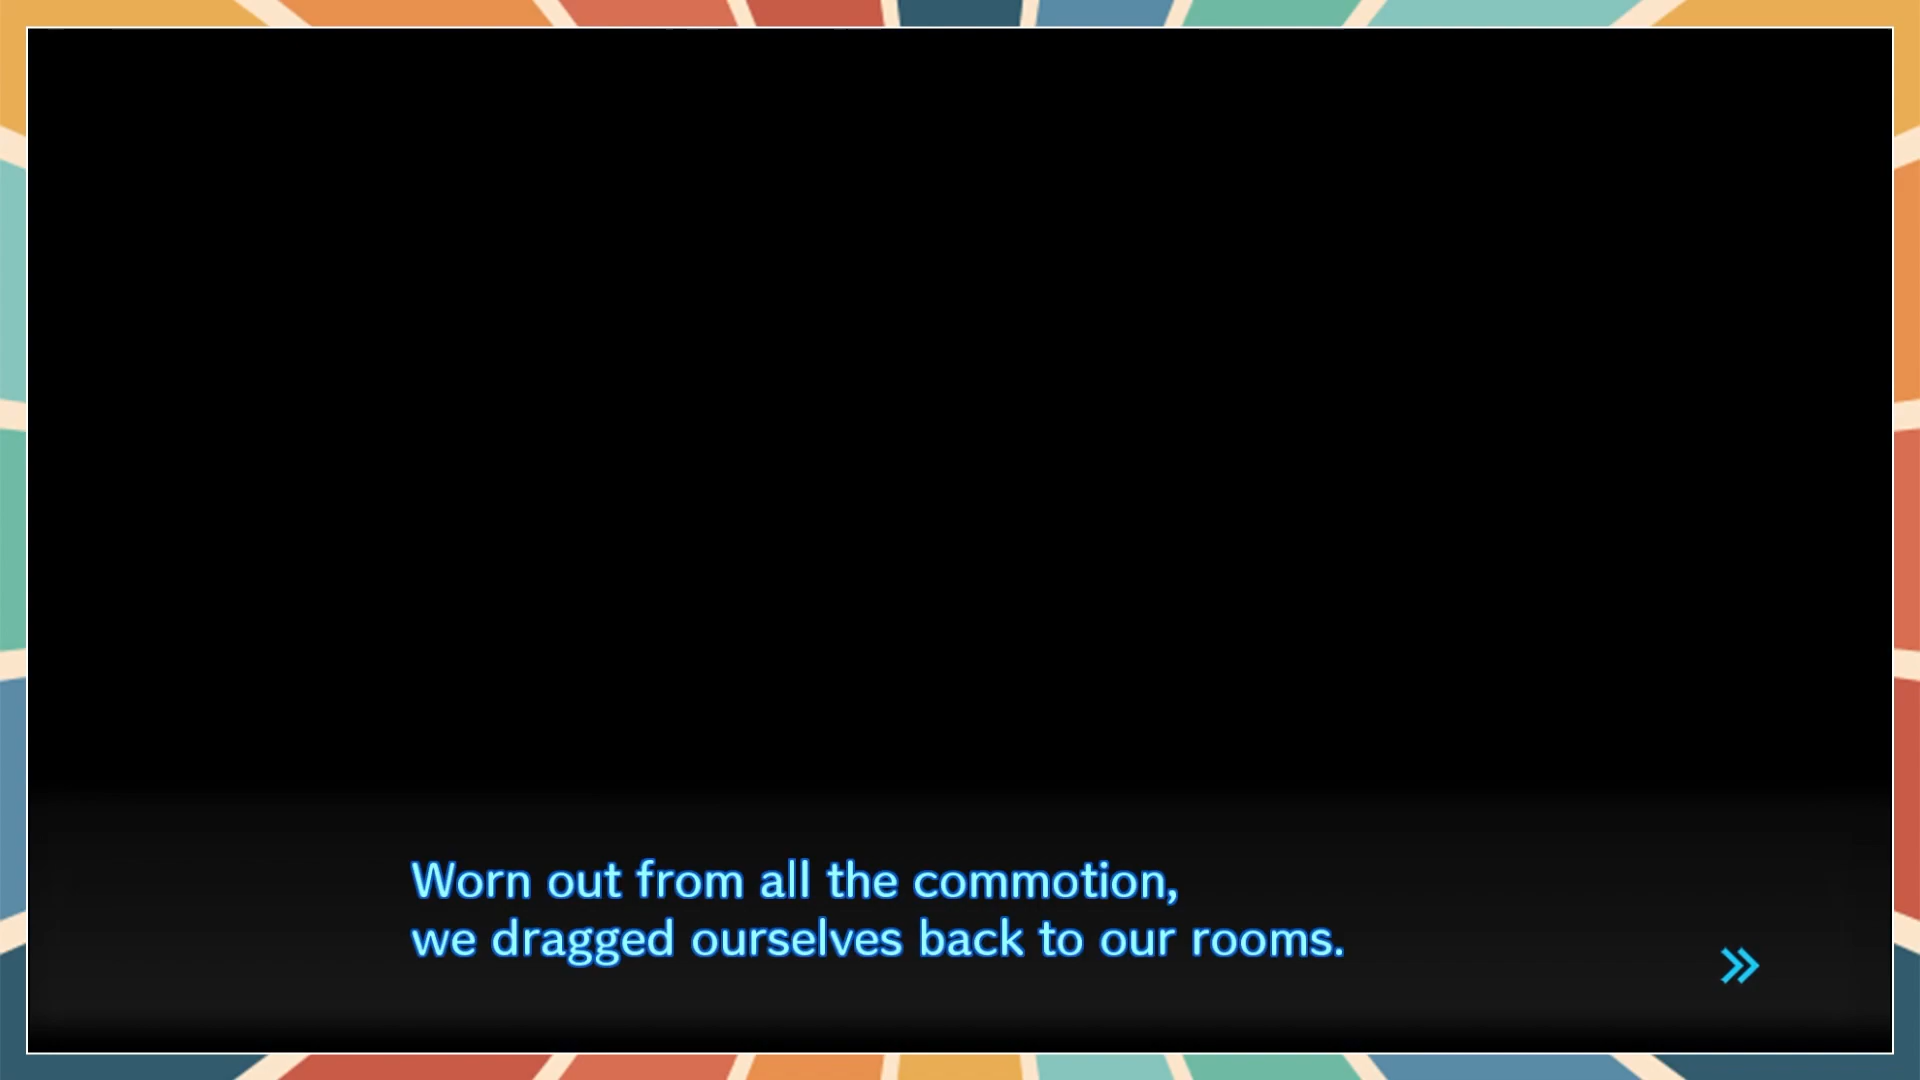 Worn out from all the commotion,
we dragged ourselves back to our rooms.